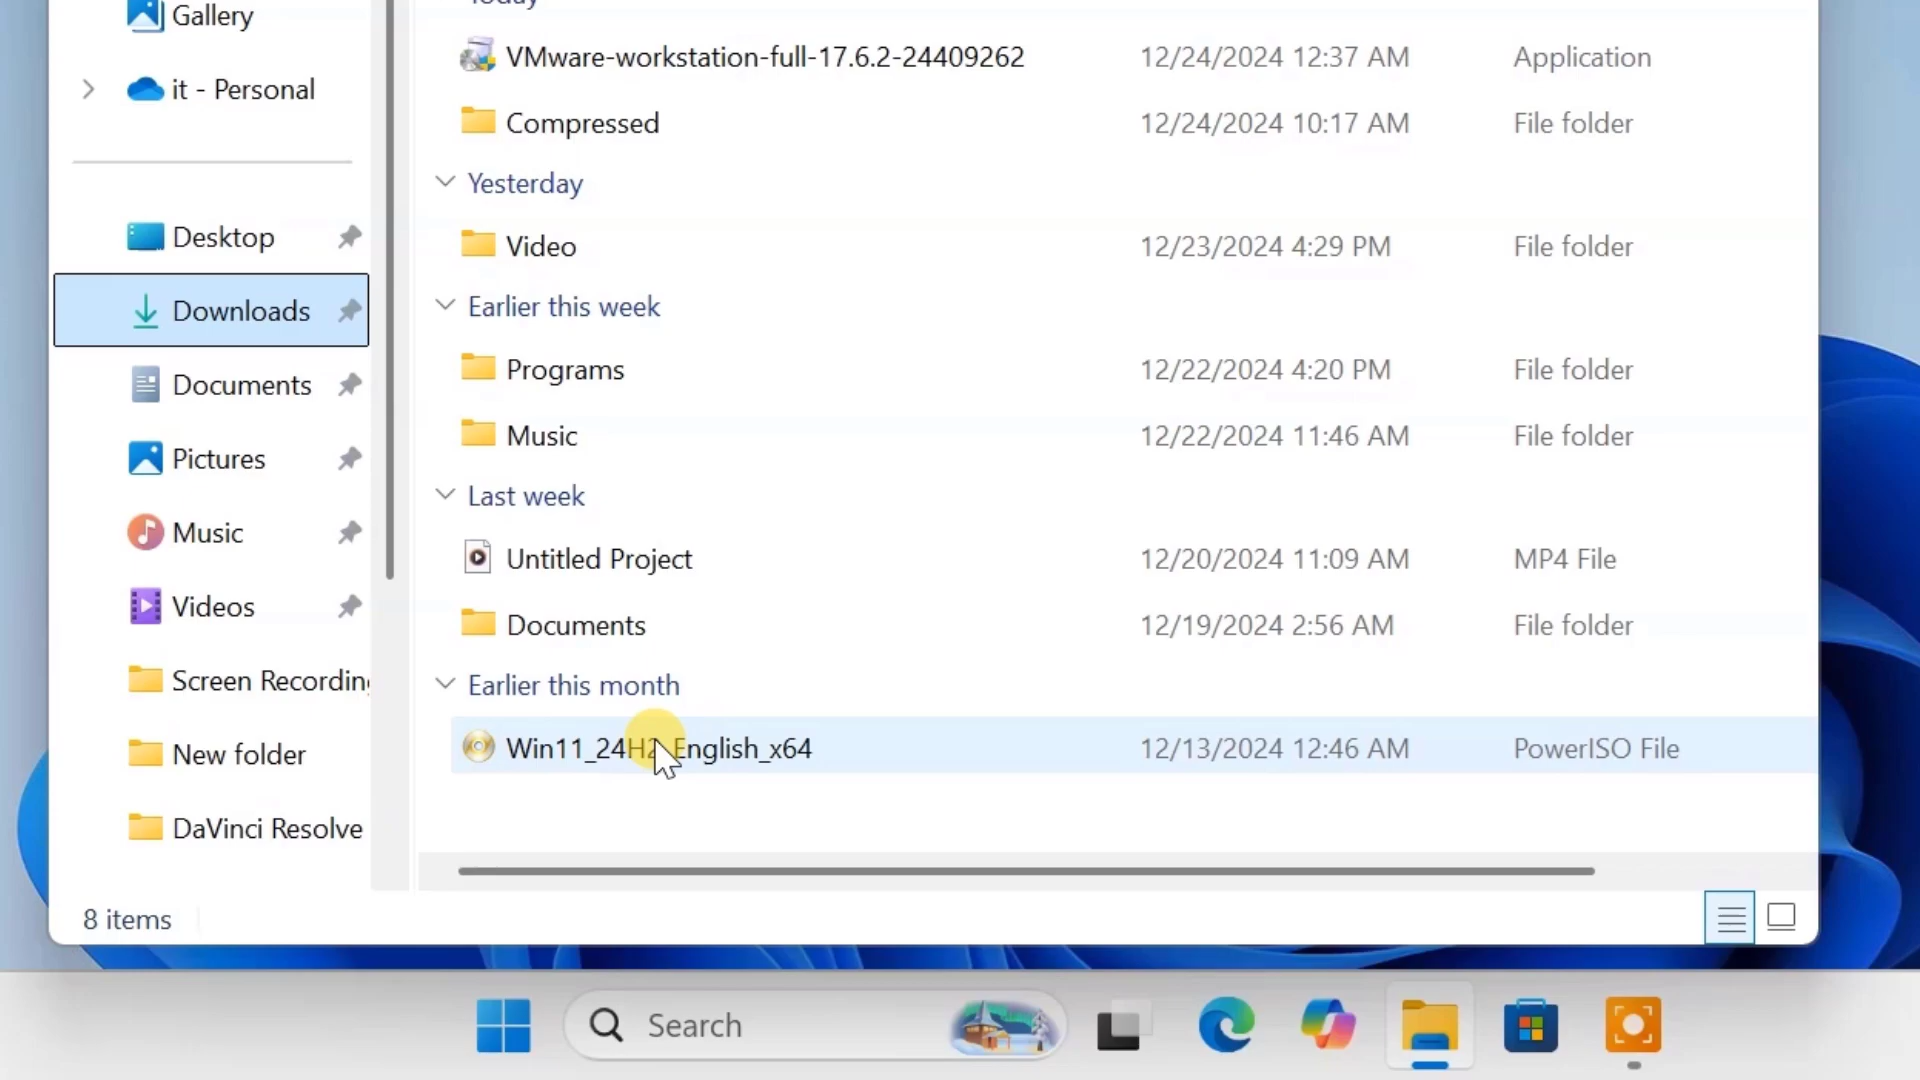 Today
Gallery
VMware-workstation-full-17.6.2-24409262 12/24/2024 12:37 AM Application
it - Personal
Compressed 12/24/2024 10:17 AM File folder
Yesterday
Desktop
Video 12/23/2024 4:29 PM File folder
Downloads
Earlier this week
Documents
Programs 12/22/2024 4:20 PM File folder
Pictures
Music 12/22/2024 11:46 AM File folder
Last week
Music
Untitled Project 12/20/2024 11:09 AM MP4 File
Videos
Documents 12/19/2024 2:56 AM File folder
Screen Recording
Earlier this month
New folder
Win11_24H2_English_x64 12/13/2024 12:46 AM PowerISO File
DaVinci Resolve
8 items
Search